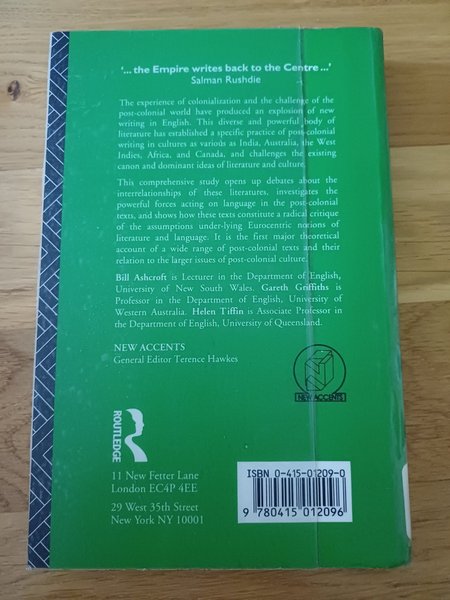 ‘... the Empire writes back to the Centre ...’
Salman Rushdie
The experience of colonialization and the challenge of the
post-colonial world have produced an explosion of new
writing in English. This diverse and powerful body of
literature has established a specific practice of post-colonial
writing in cultures as various as India, Australia, the West
Indies, Africa, and Canada, and challenges the existing
canon and dominant ideas of literature and culture.
This comprehensive study opens up debates about the
interrelationships of these literatures, investigates the
powerful forces acting on language in the post-colonial
texts, and shows how these texts constitute a radical critique
of the assumptions under-lying Eurocentric notions of
literature and language. It is the first major theoretical
account of a wide range of post-colonial texts and their
relation to the larger issues of post-colonial culture.
Bill Ashcroft is Lecturer in the Department of English,
University of New South Wales. Gareth Griffiths is
Professor in the Department of English, University of
Western Australia. Helen Tiffin is Associate Professor in
the Department of English, University of Queensland.
NEW ACCENTS
General Editor Terence Hawkes
NEW ACCENTS
ROUTLEDGE
11 New Fetter Lane
London EC4P 4EE
29 West 35th Street
New York NY 10001
ISBN 0-415-01209-0
9 780415 012096